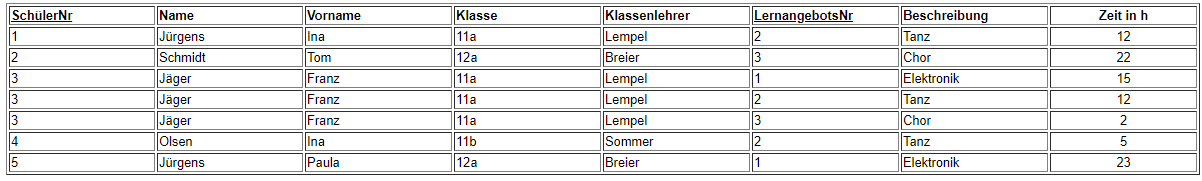 SchülerNr Name Vorname Klasse Klassenlehrer LernangebotsNr Beschreibung Zeit in h
1 Jürgens Ina 11a Lempel 2 Tanz 12
2 Schmidt Tom 12a Breier 3 Chor 22
3 Jäger Franz 11a Lempel 1 Elektronik 15
3 Jäger Franz 11a Lempel 2 Tanz 12
3 Jäger Franz 11a Lempel 3 Chor 2
4 Olsen Ina 11b Sommer 2 Tanz 5
5 Jürgens Paula 12a Breier 1 Elektronik 23